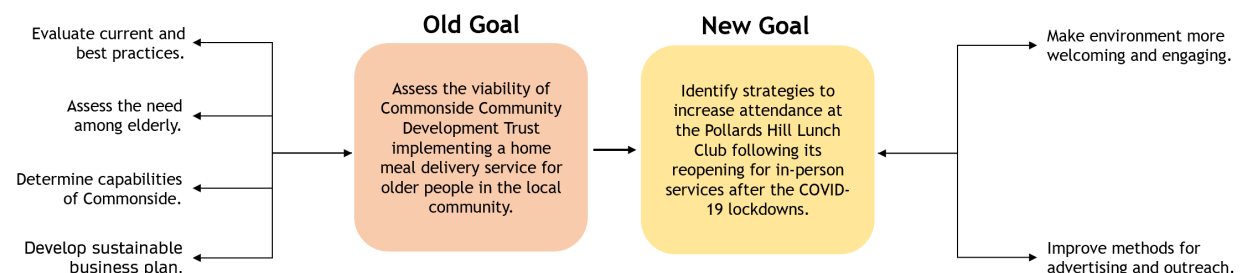 Old Goal
New Goal
Evaluate current and
best practices.
Assess the need
among elderly.
Determine capabilities
of Commonside.
Develop sustainable
business plan.
Assess the viability of
Commonside Community
Development Trust
implementing a home
meal delivery service for
older people in the local
community.
Identify strategies to
increase attendance at
the Pollards Hill Lunch
Club following its
reopening for in-person
services after the COVID-
19 lockdowns.
Make environment more
welcoming and engaging.
Improve methods for
advertising and outreach.